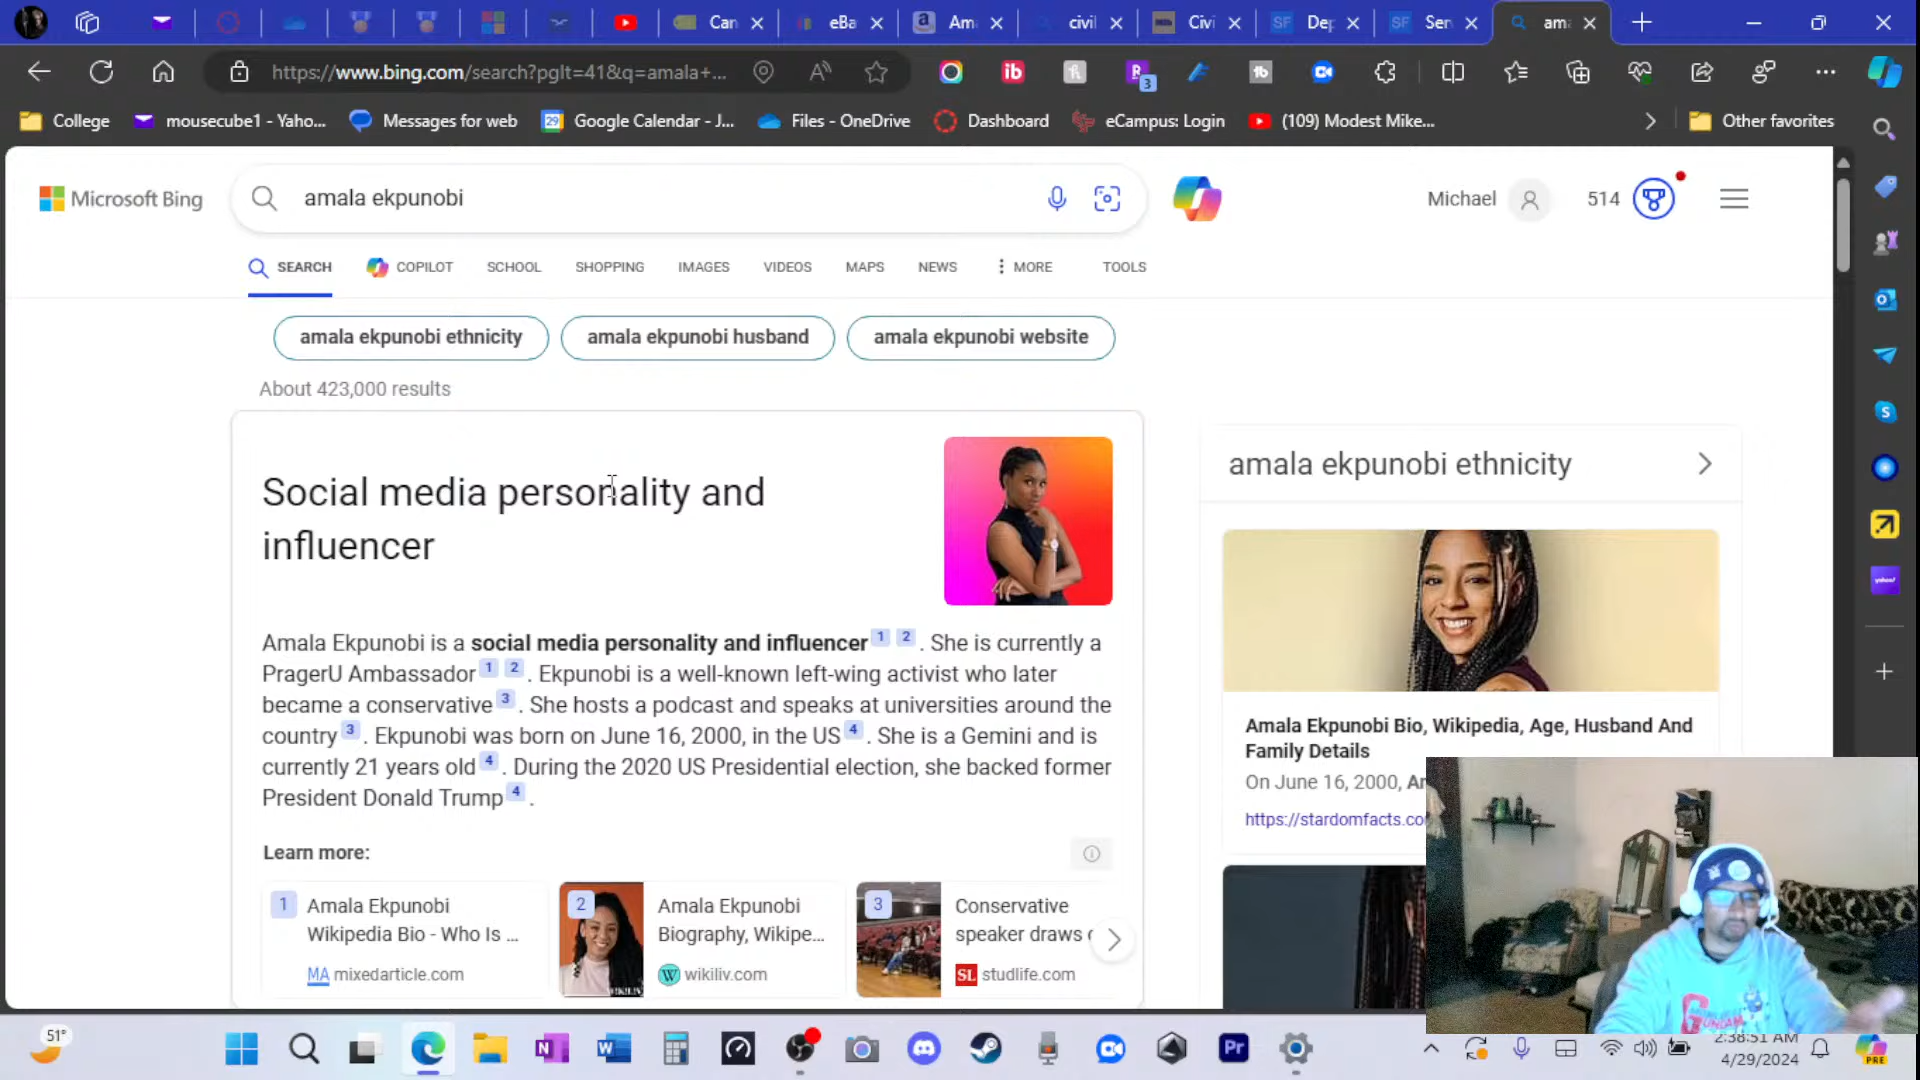 Can
eBa
Am
civil
Civi
Dep
Ser
ama
https://www.bing.com/search?pglt=41&q=amala+...
3
College
mousecube1 - Yaho...
Messages for web
Google Calendar - J...
Files - OneDrive
Dashboard
eCampus: Login
(109) Modest Mike...
Other favorites
Microsoft Bing
amala ekpunobi
Michael
514
SEARCH
COPILOT
SCHOOL
SHOPPING
IMAGES
VIDEOS
MAPS
NEWS
MORE
TOOLS
amala ekpunobi ethnicity
amala ekpunobi husband
amala ekpunobi website
About 423,000 results
Social media personality and
influencer
Amala Ekpunobi is a social media personality and influencer 1 2 . She is currently a
PragerU Ambassador 1 2 . Ekpunobi is a well-known left-wing activist who later
became a conservative 3 . She hosts a podcast and speaks at universities around the
country 3 . Ekpunobi was born on June 16, 2000, in the US 4 . She is a Gemini and is
currently 21 years old 4 . During the 2020 US Presidential election, she backed former
President Donald Trump 4 .
Learn more:
1
Amala Ekpunobi
Wikipedia Bio - Who Is ...
MA mixedarticle.com
2
Amala Ekpunobi
Biography, Wikipe...
W wikiliv.com
3
Conservative
speaker draws
SL studlife.com
amala ekpunobi ethnicity
Amala Ekpunobi Bio, Wikipedia, Age, Husband And
Family Details
On June 16, 2000,
https://stardomfacts.co
GUNDAM
51°
2:38:51 AM
4/29/2024